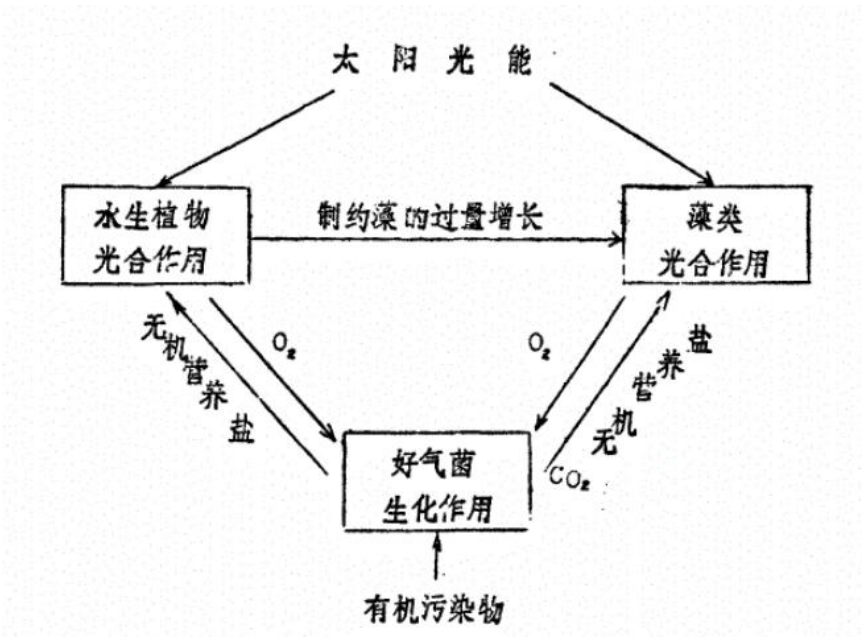 太阳光能
水生植物
光合作用
制约藻的过量增长
藻类
光合作用
无机营养盐
O₂
O₂
无机营养盐
CO₂
好气菌
生化作用
有机污染物